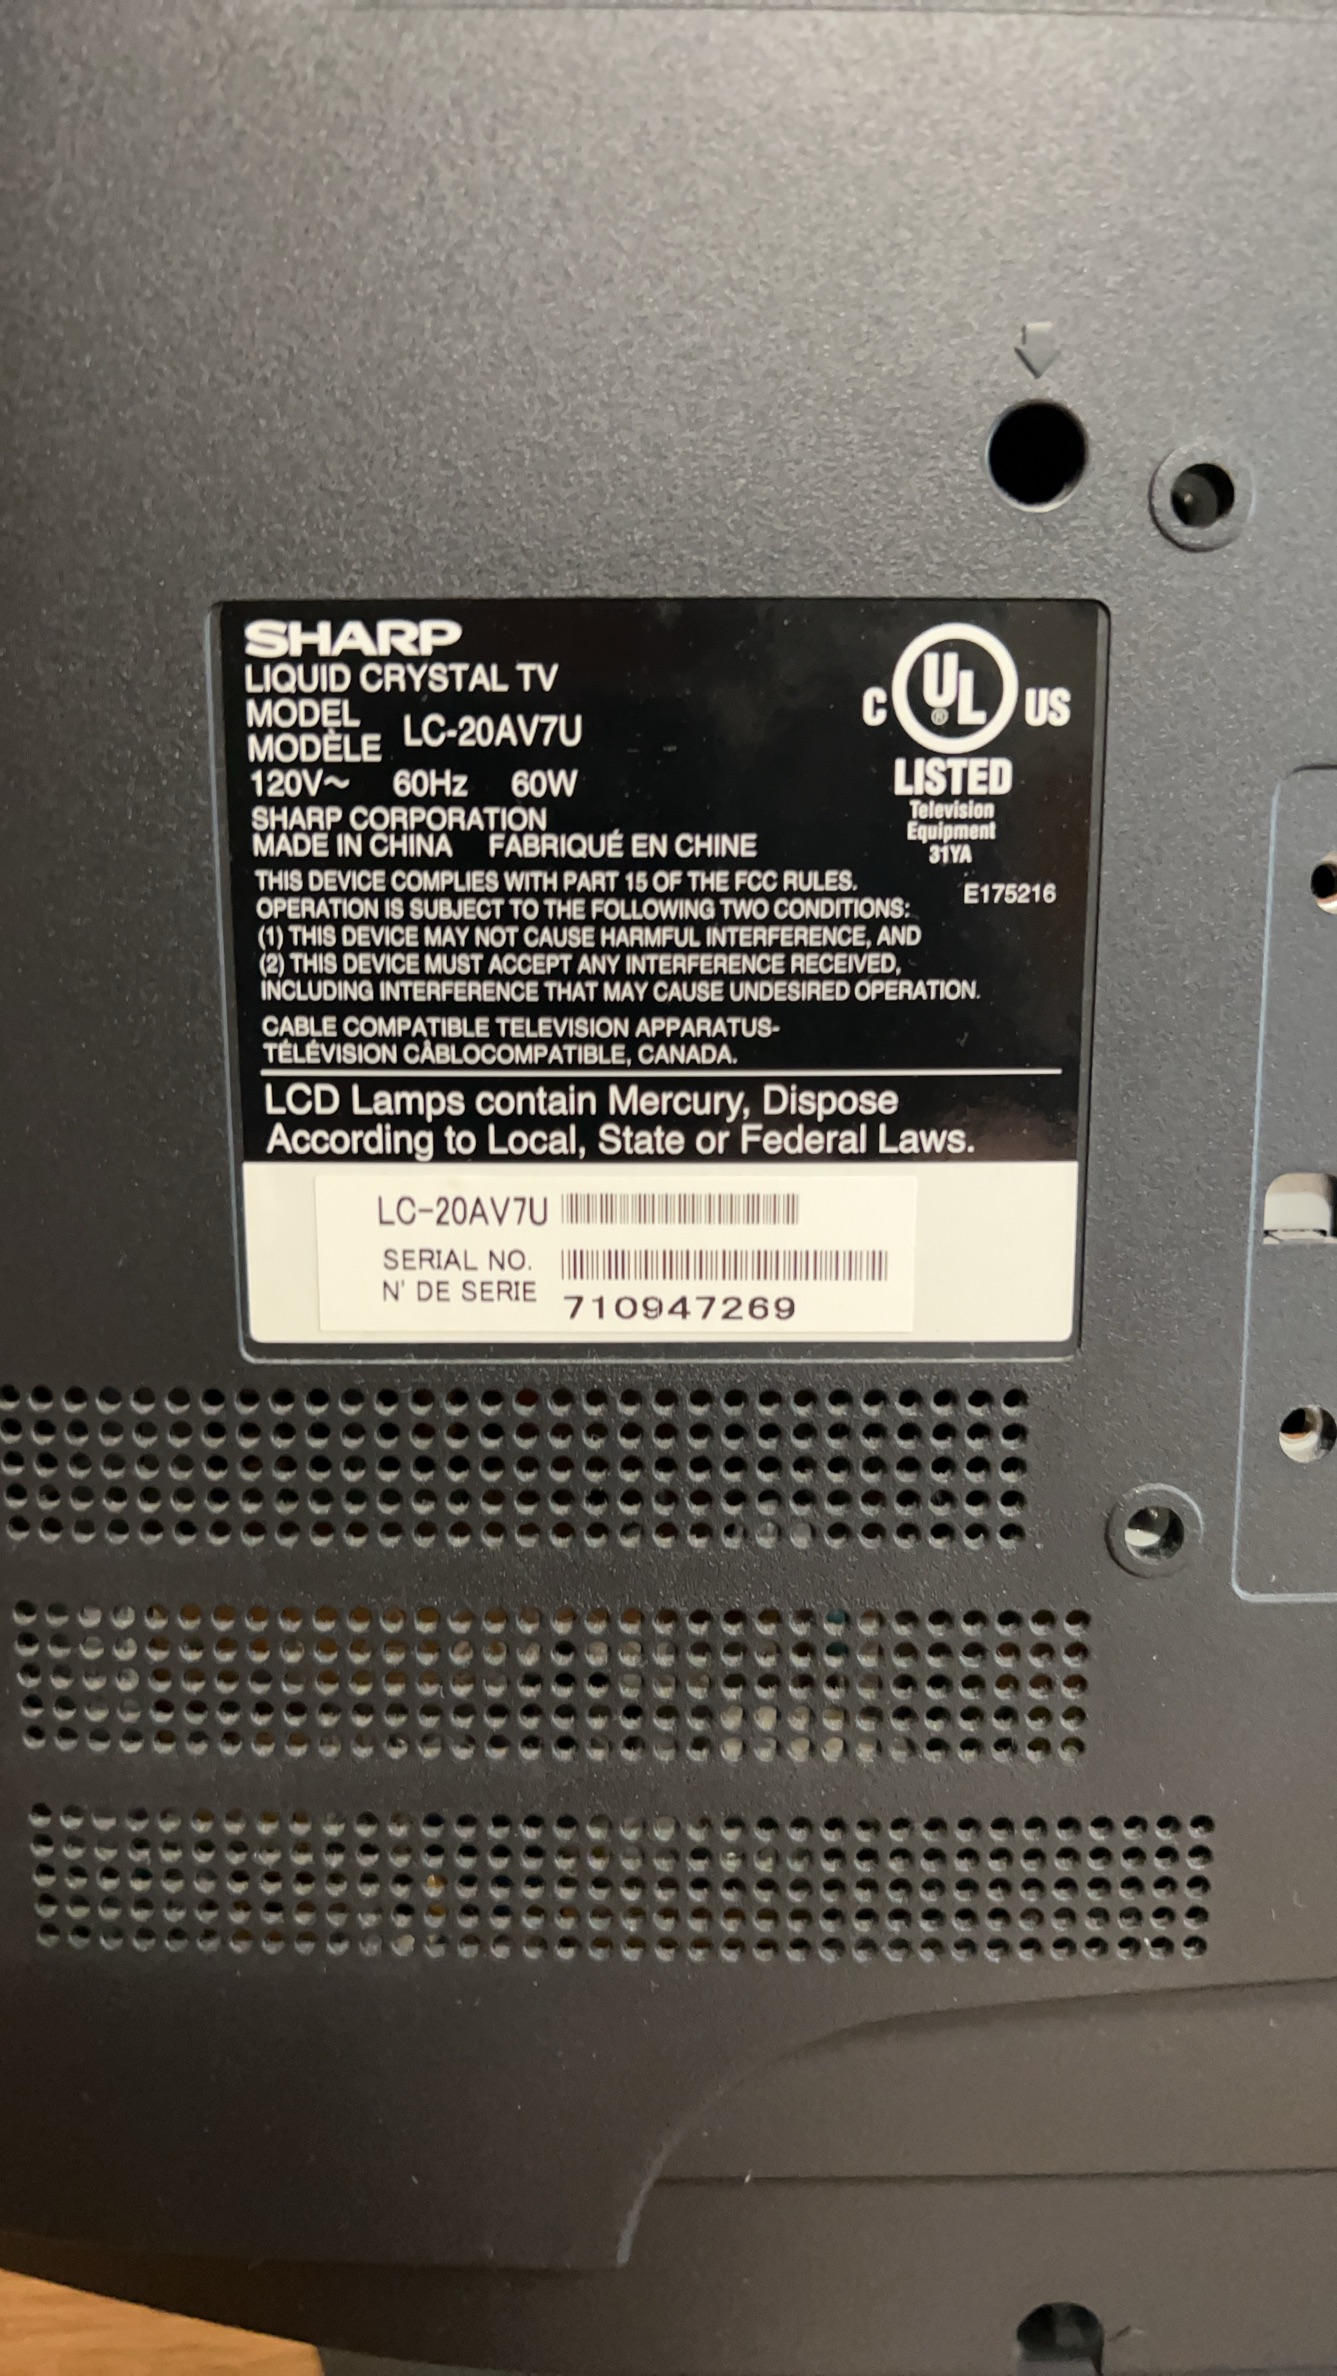 SHARP
LIQUID CRYSTAL TV
MODEL
MODÈLE LC-20AV7U
120V~ 60Hz 60W
SHARP CORPORATION
MADE IN CHINA FABRIQUÉ EN CHINE
THIS DEVICE COMPLIES WITH PART 15 OF THE FCC RULES.
OPERATION IS SUBJECT TO THE FOLLOWING TWO CONDITIONS:
(1) THIS DEVICE MAY NOT CAUSE HARMFUL INTERFERENCE, AND
(2) THIS DEVICE MUST ACCEPT ANY INTERFERENCE RECEIVED,
INCLUDING INTERFERENCE THAT MAY CAUSE UNDESIRED OPERATION.
CABLE COMPATIBLE TELEVISION APPARATUS-
TÉLÉVISION CÂBLOCOMPATIBLE, CANADA.
C UL® US
LISTED
Television
Equipment
31YA
E175216
LCD Lamps contain Mercury, Dispose
According to Local, State or Federal Laws.
LC-20AV7U
SERIAL NO.
N' DE SERIE
710947269